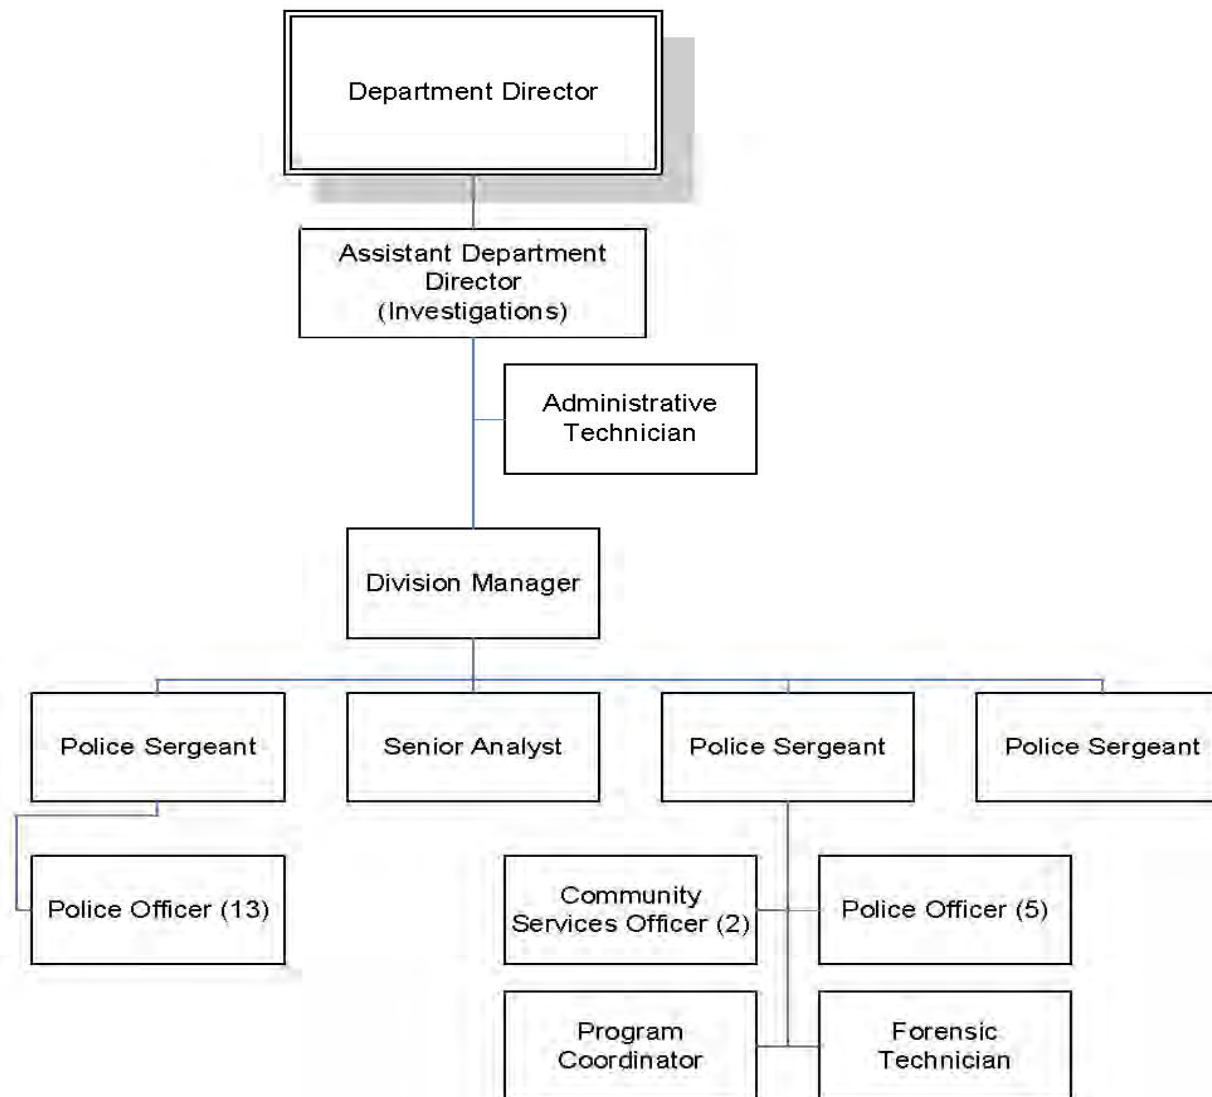 Department Director
Assistant Department
Director
(Investigations)
Administrative
Technician
Division Manager
Police Sergeant
Senior Analyst
Police Sergeant
Police Sergeant
Police Officer (13)
Community
Services Officer (2)
Police Officer (5)
Program
Coordinator
Forensic
Technician